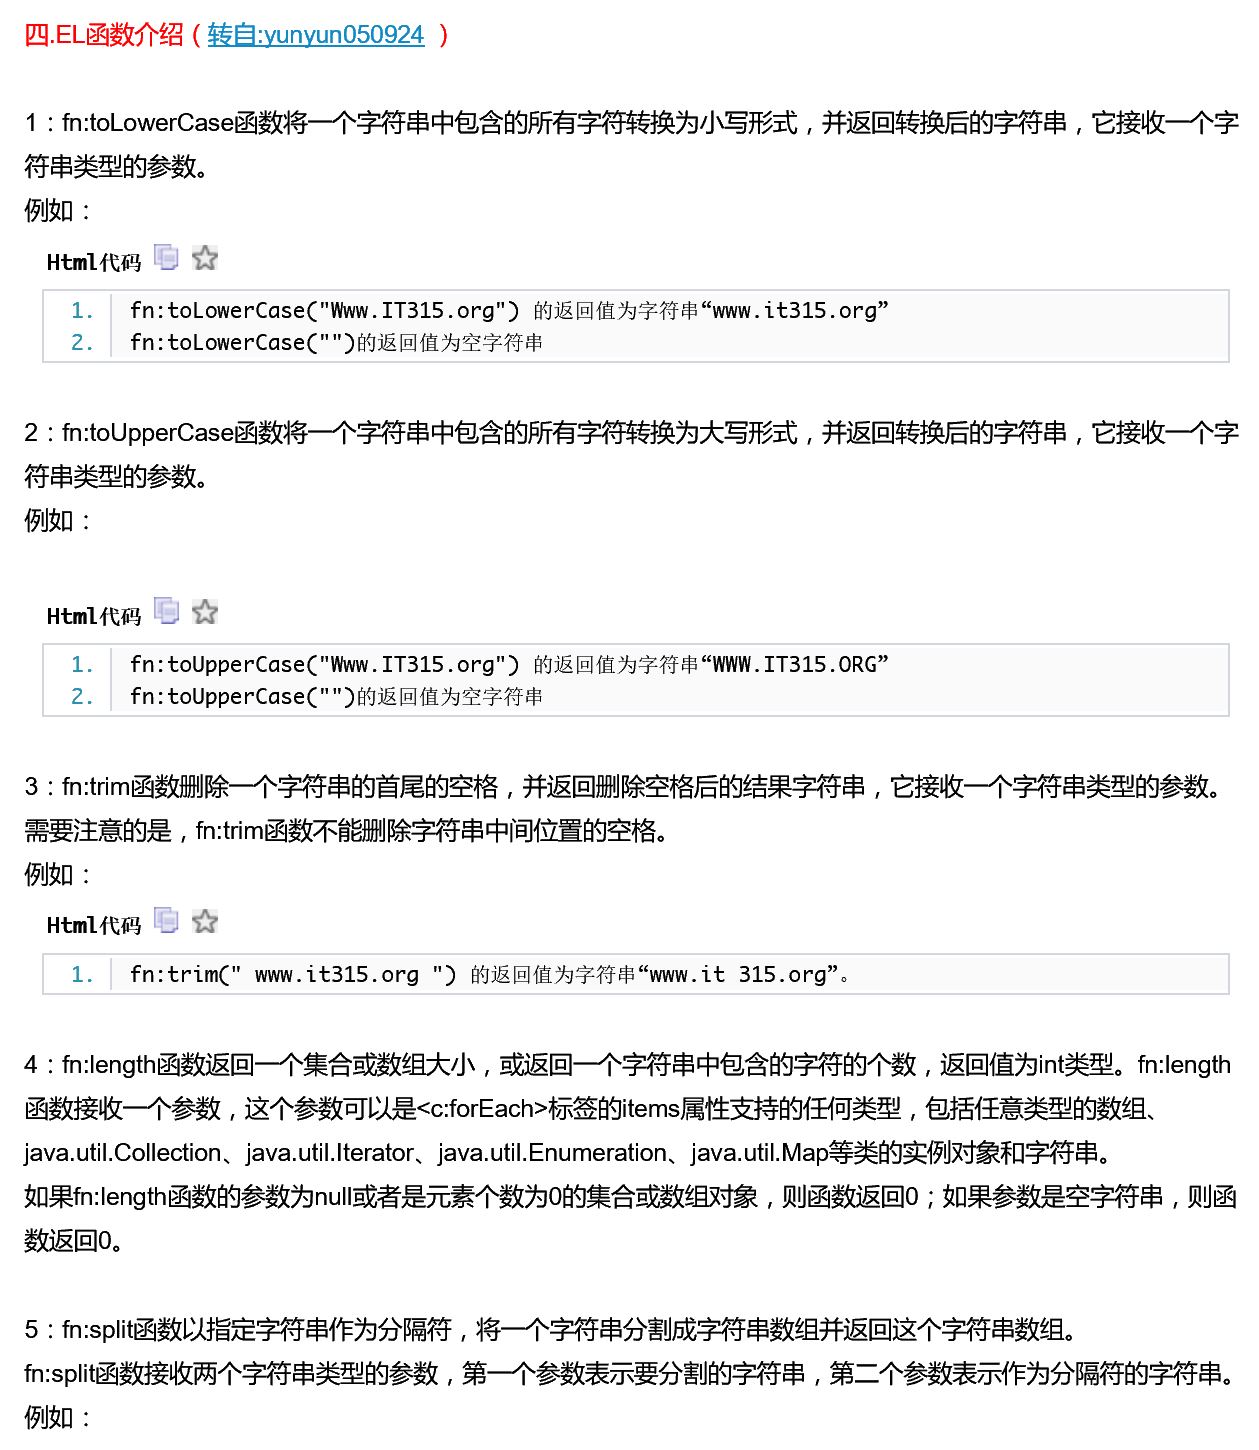 四.EL函数介绍（转自:yunyun050924 ）
1：fn:toLowerCase函数将一个字符串中包含的所有字符转换为小写形式，并返回转换后的字符串，它接收一个字
符串类型的参数。
例如：
Html代码
1. fn:toLowerCase("Www.IT315.org") 的返回值为字符串“www.it315.org”
2. fn:toLowerCase("")的返回值为空字符串
2：fn:toUpperCase函数将一个字符串中包含的所有字符转换为大写形式，并返回转换后的字符串，它接收一个字
符串类型的参数。
例如：
Html代码
1. fn:toUpperCase("Www.IT315.org") 的返回值为字符串“WWW.IT315.ORG”
2. fn:toUpperCase("")的返回值为空字符串
3：fn:trim函数删除一个字符串的首尾的空格，并返回删除空格后的结果字符串，它接收一个字符串类型的参数。
需要注意的是，fn:trim函数不能删除字符串中间位置的空格。
例如：
Html代码
1. fn:trim(" www.it315.org ") 的返回值为字符串“www.it 315.org”。
4：fn:length函数返回一个集合或数组大小，或返回一个字符串中包含的字符的个数，返回值为int类型。fn:length
函数接收一个参数，这个参数可以是<c:forEach>标签的items属性支持的任何类型，包括任意类型的数组、
java.util.Collection、java.util.Iterator、java.util.Enumeration、java.util.Map等类的实例对象和字符串。
如果fn:length函数的参数为null或者是元素个数为0的集合或数组对象，则函数返回0；如果参数是空字符串，则函
数返回0。
5：fn:split函数以指定字符串作为分隔符，将一个字符串分割成字符串数组并返回这个字符串数组。
fn:split函数接收两个字符串类型的参数，第一个参数表示要分割的字符串，第二个参数表示作为分隔符的字符串。
例如：